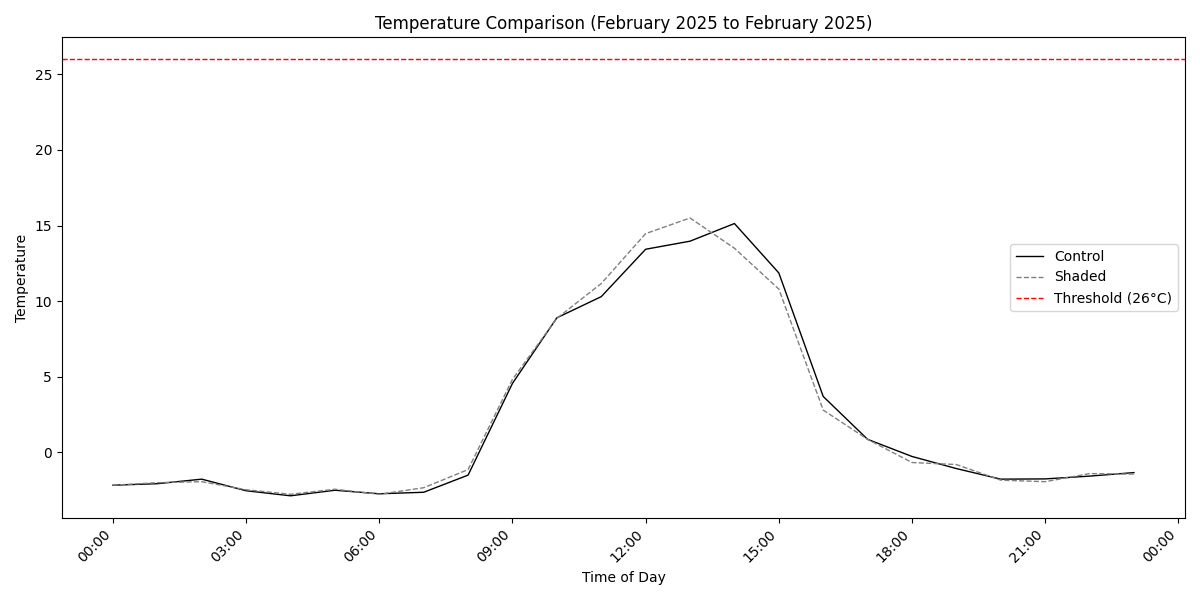 Temperature Comparison (February 2025 to February 2025)
25
20
15
10
5
0
Temperature
Control
Shaded
Threshold (26°C)
00:00
03:00
06:00
09:00
12:00
15:00
18:00
21:00
00:00
Time of Day